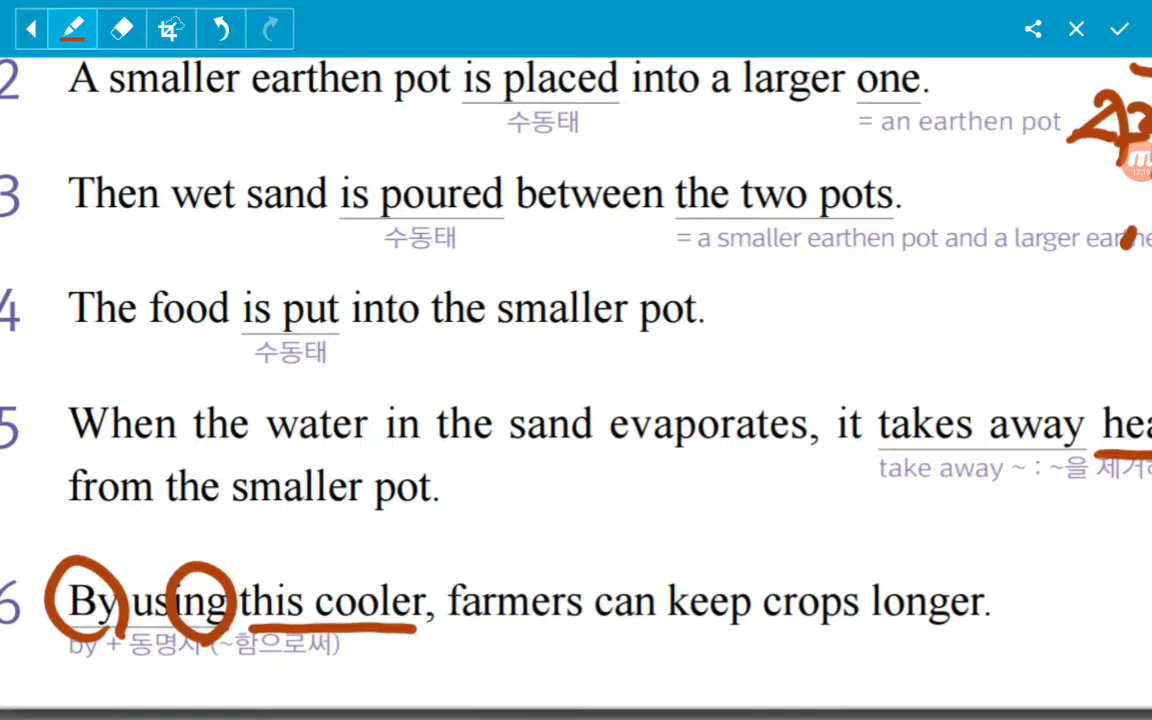 2 A smaller earthen pot is placed into a larger one.
수동태 = an earthen pot
3 Then wet sand is poured between the two pots.
수동태 = a smaller earthen pot and a larger
4 The food is put into the smaller pot.
수동태
5 When the water in the sand evaporates, it takes away
take away ~ : ~을
from the smaller pot.
6 By using this cooler, farmers can keep crops longer.
by + 동명사 (~함으로써)
17:19